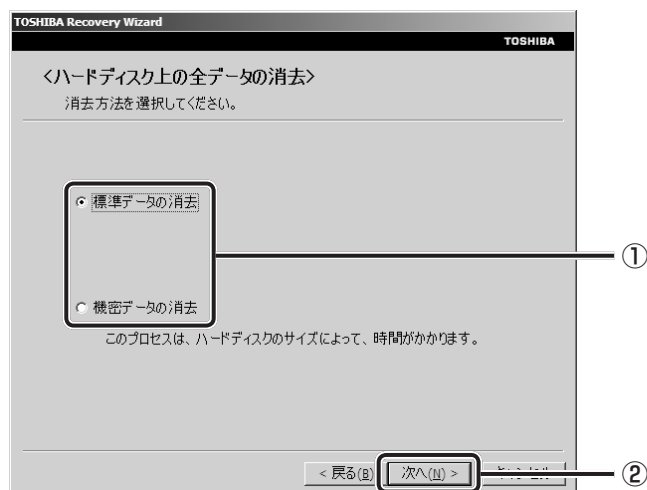 TOSHIBA Recovery Wizard
TOSHIBA
<ハードディスク上の全データの消去>
消去方法を選択してください。
標準データの消去
①
機密データの消去
このプロセスは、ハードディスクのサイズによって、時間がかかります。
< 戻る(B) 次へ(N) >
②